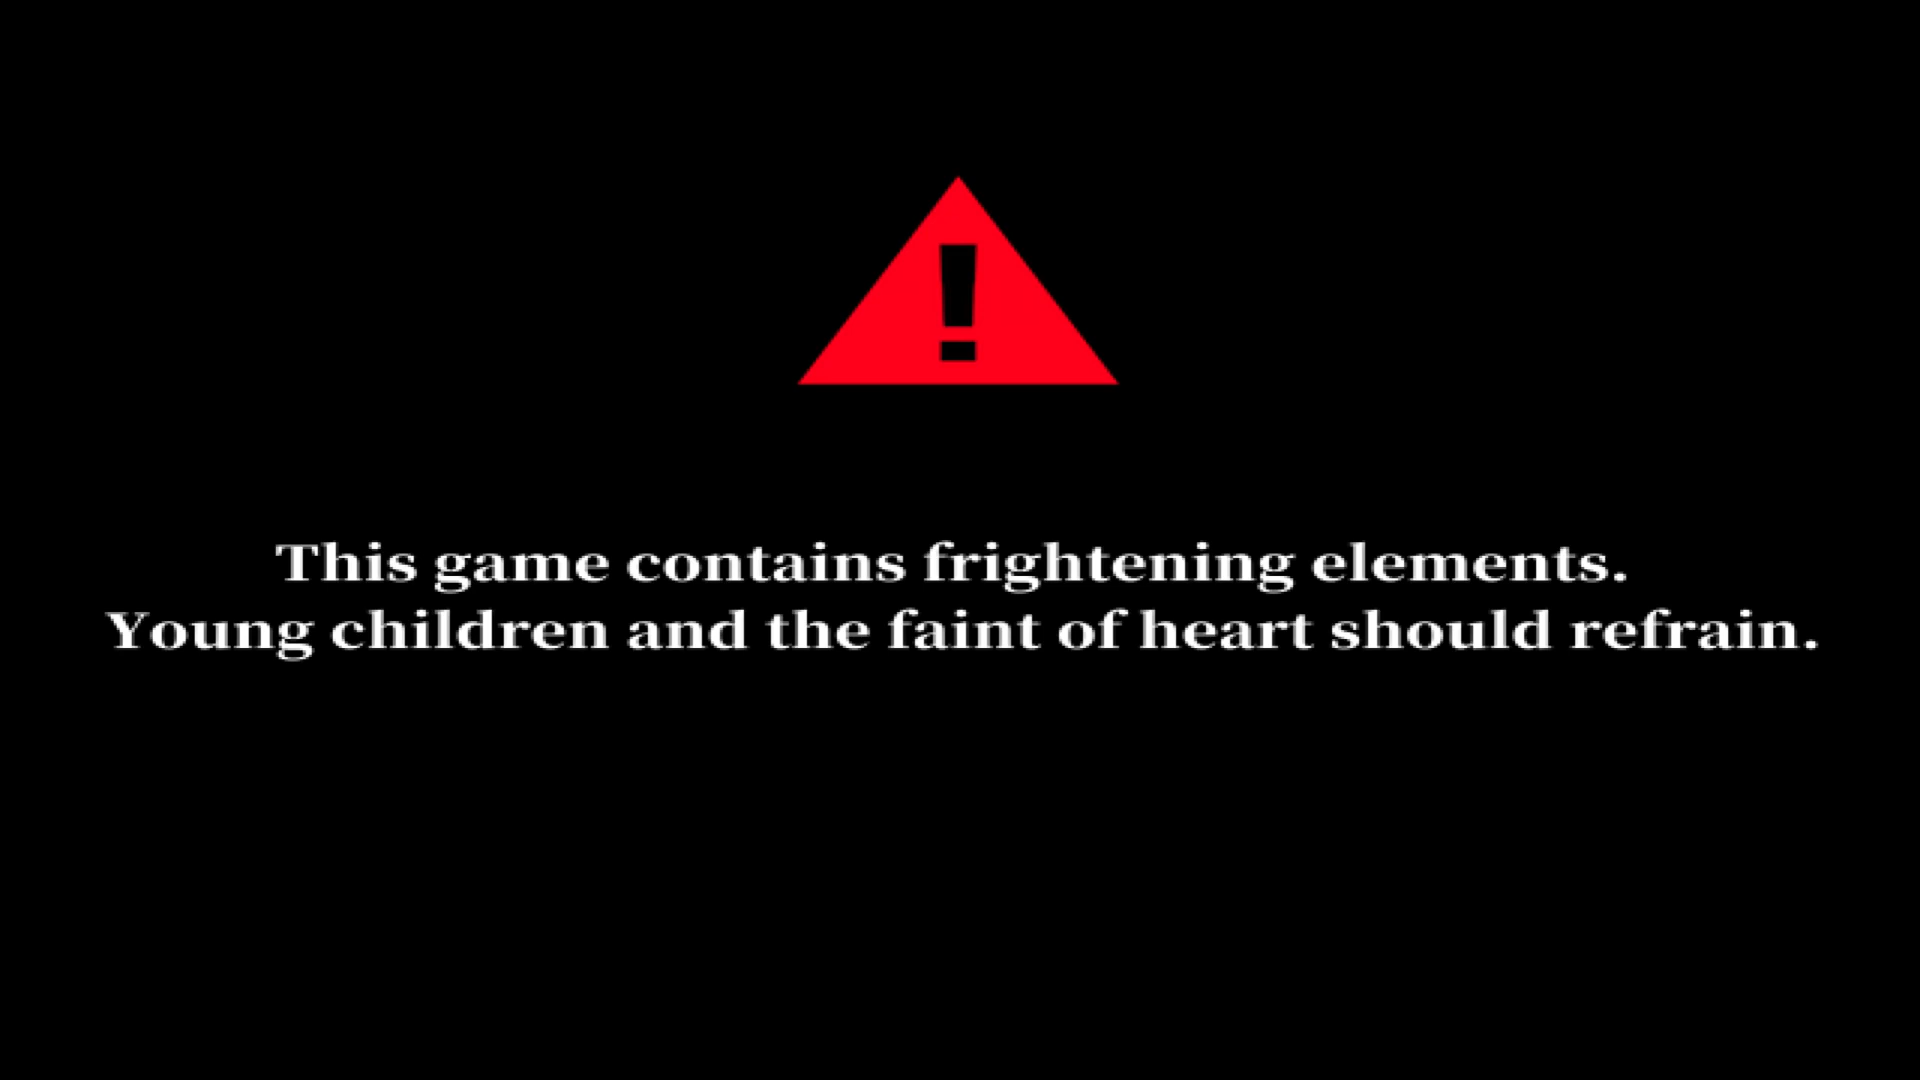 !
This game contains frightening elements.
Young children and the faint of heart should refrain.